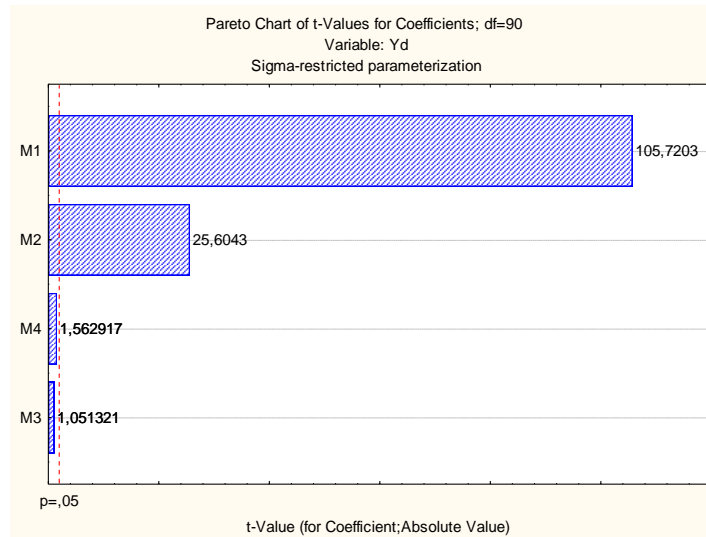 Pareto Chart of t-Values for Coefficients; df=90
Variable: Yd
Sigma-restricted parameterization
M1 105,7203
M2 25,6043
M4 1,562917
M3 1,051321
p=,05
t-Value (for Coefficient;Absolute Value)